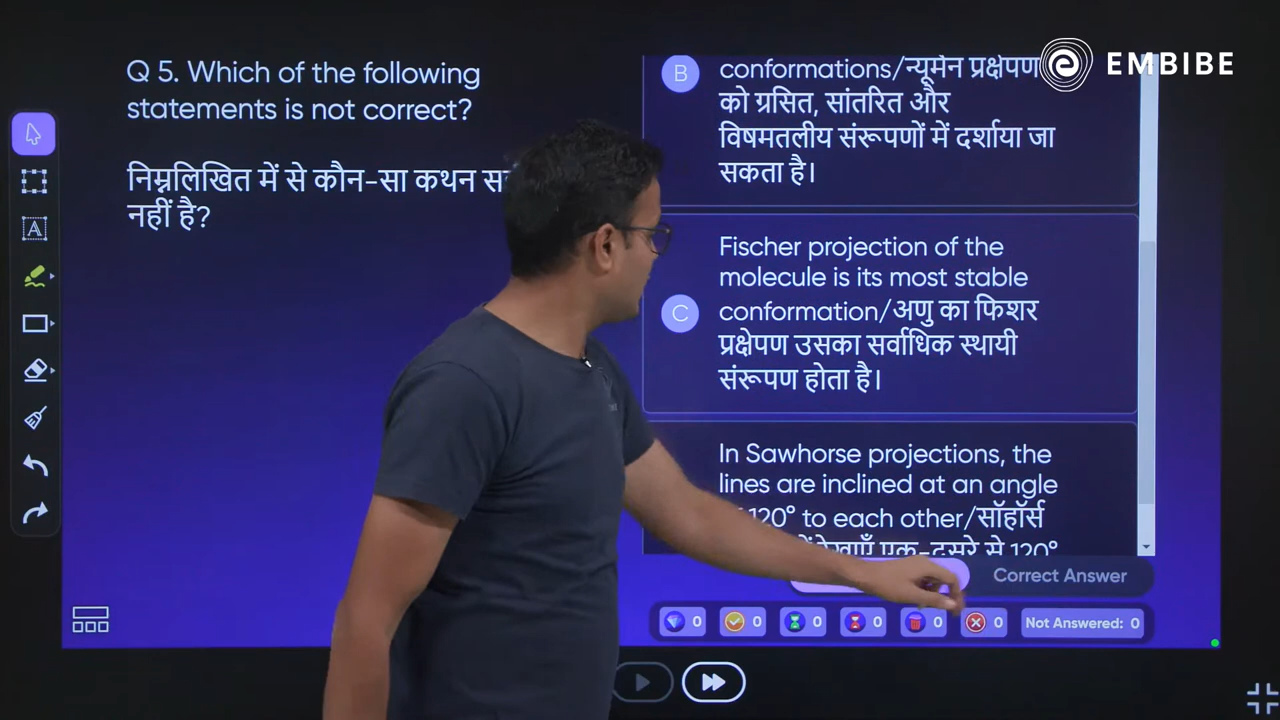 EMBIBE
Q 5. Which of the following
statements is not correct?
निम्नलिखित में से कौन-सा कथन
नहीं है?
B
conformations/न्यूमेन प्रक्षेपण
को ग्रसित, सांतरित और
विषमतलीय संरूपणों में दर्शाया जा
सकता है।
C
Fischer projection of the
molecule is its most stable
conformation/अणु का फिशर
प्रक्षेपण उसका सर्वाधिक स्थायी
संरूपण होता है।
In Sawhorse projections, the
lines are inclined at an angle
120° to each other/सॉहॉर्स
रेखाएँ एक-दूसरे से 120°
Correct Answer
0 0 0 0 0 0 Not Answered: 0
A